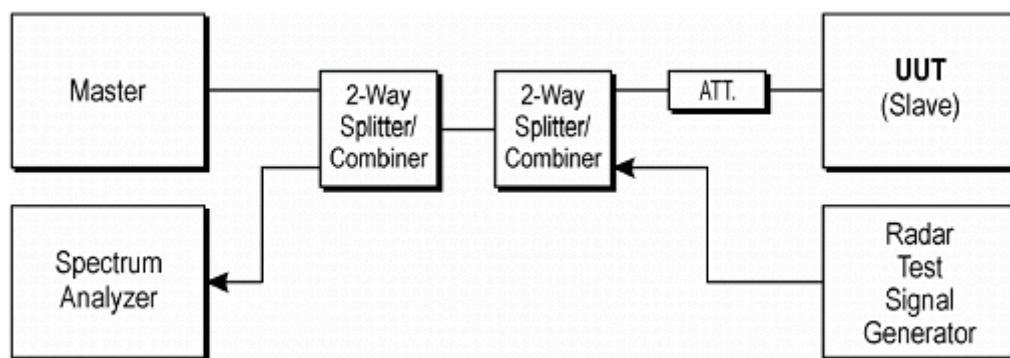 Master
2-Way
Splitter/
Combiner
2-Way
Splitter/
Combiner
ATT.
UUT
(Slave)
Spectrum
Analyzer
Radar
Test
Signal
Generator